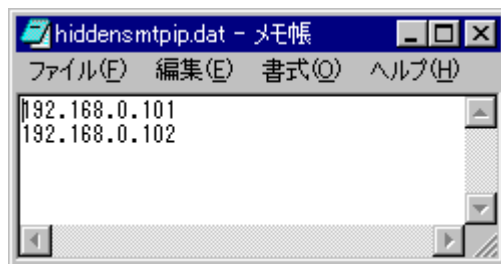 hiddensmtpip.dat - メモ帳
ファイル(F) 編集(E) 書式(O) ヘルプ(H)
192.168.0.101
192.168.0.102